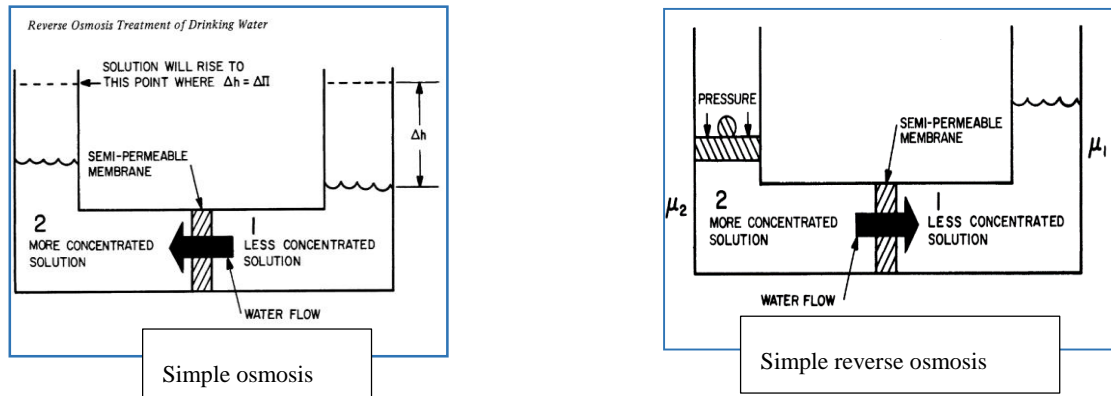 Reverse Osmosis Treatment of Drinking Water
SOLUTION WILL RISE TO
THIS POINT WHERE Δh = ΔΠ
Δh
SEMI-PERMEABLE
MEMBRANE
2
MORE CONCENTRATED
SOLUTION
1
LESS CONCENTRATED
SOLUTION
WATER FLOW
Simple osmosis
PRESSURE
SEMI-PERMEABLE
MEMBRANE
μ1
μ2
2
MORE CONCENTRATED
SOLUTION
1
LESS CONCENTRATED
SOLUTION
WATER FLOW
Simple reverse osmosis